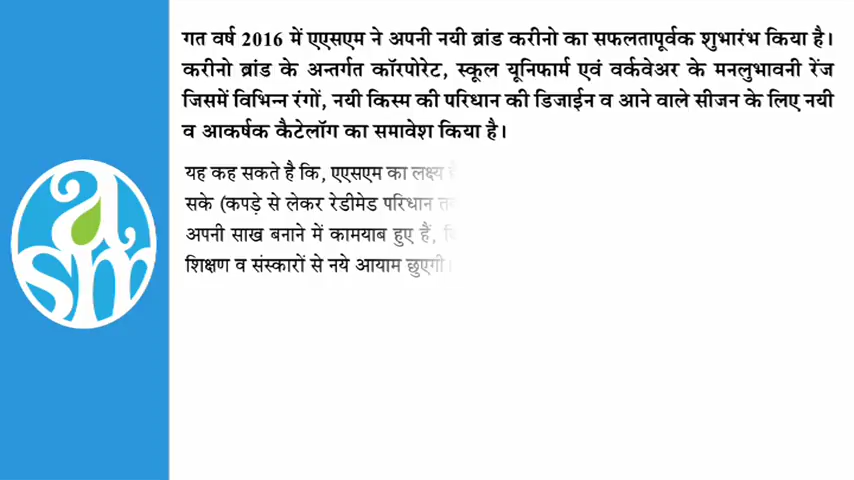 गत वर्ष 2016 में एएसएम ने अपनी नयी ब्रांड करीनो का सफलतापूर्वक शुभारंभ किया है।
करीनो ब्रांड के अन्तर्गत कॉरपोरेट, स्कूल यूनिफार्म एवं वर्कवेअर के मनलुभावनी रेंज
जिसमें विभिन्न रंगों, नयी किस्म की परिधान की डिजाईन व आने वाले सीजन के लिए नयी
व आकर्षक कैटेलॉग का समावेश किया है।
यह कह सकते है कि, एएसएम का लक्ष्य
सके (कपड़े से लेकर रेडीमेड परिधान
अपनी साख बनाने में कामयाब हुए हैं,
शिक्षण व संस्कारों से नये आयाम छुएगी।
asm